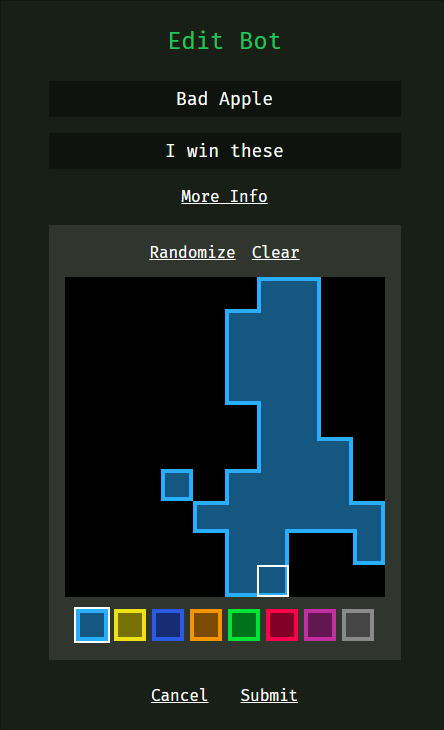 Edit Bot
Bad Apple
I win these
More Info
Randomize Clear
Cancel Submit